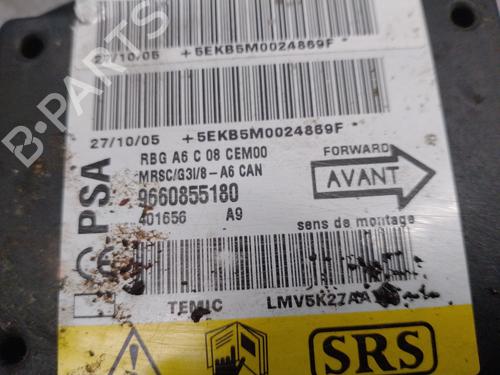 27/10/05 +5EKB5M0024869F*
27/10/05 +5EKB5M0024869F*
PSA
RBG A6 C 08 CEM00
MRSC/G3I/8-A6 CAN
9660855180
401656 A9
FORWARD
AVANT
sens de montage
TEMIC
SRS
B-Parts